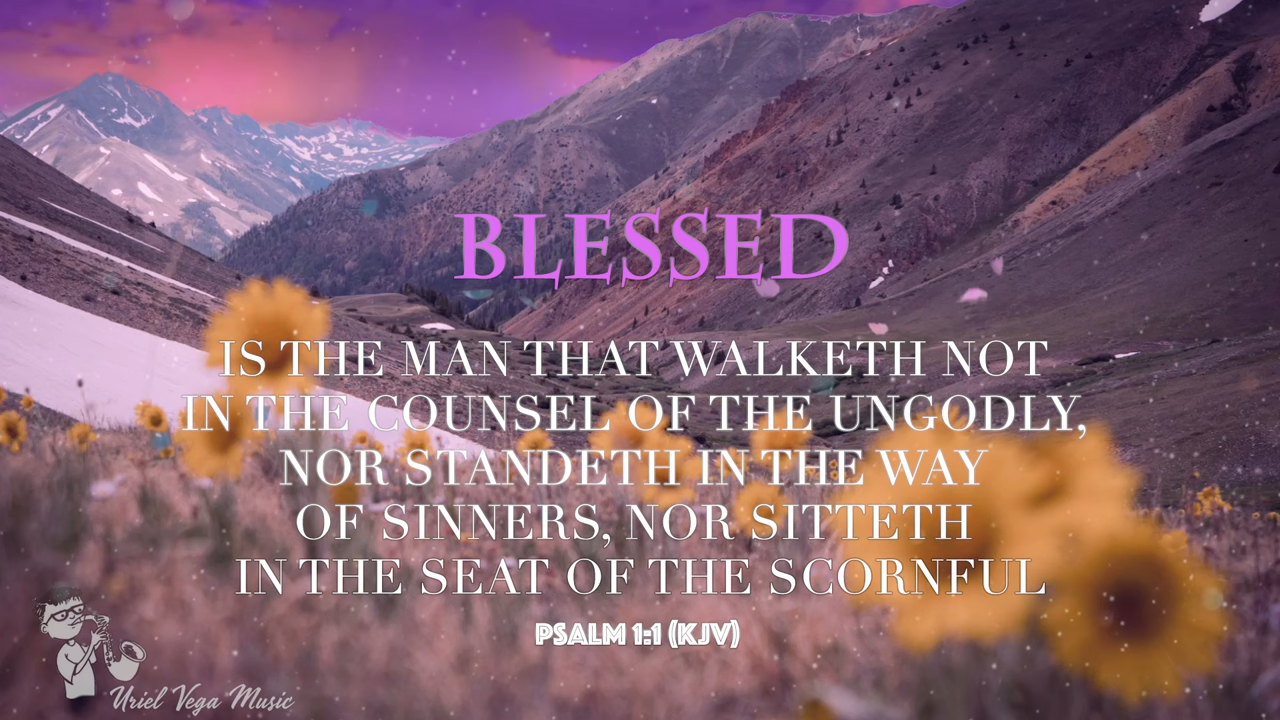 BLESSED
IS THE MAN THAT WALKETH NOT
IN THE COUNSEL OF THE UNGODLY,
NOR STANDETH IN THE WAY
OF SINNERS, NOR SITTETH
IN THE SEAT OF THE SCORNFUL
PSALM 1:1 (KJV)
Uriel Vega Music